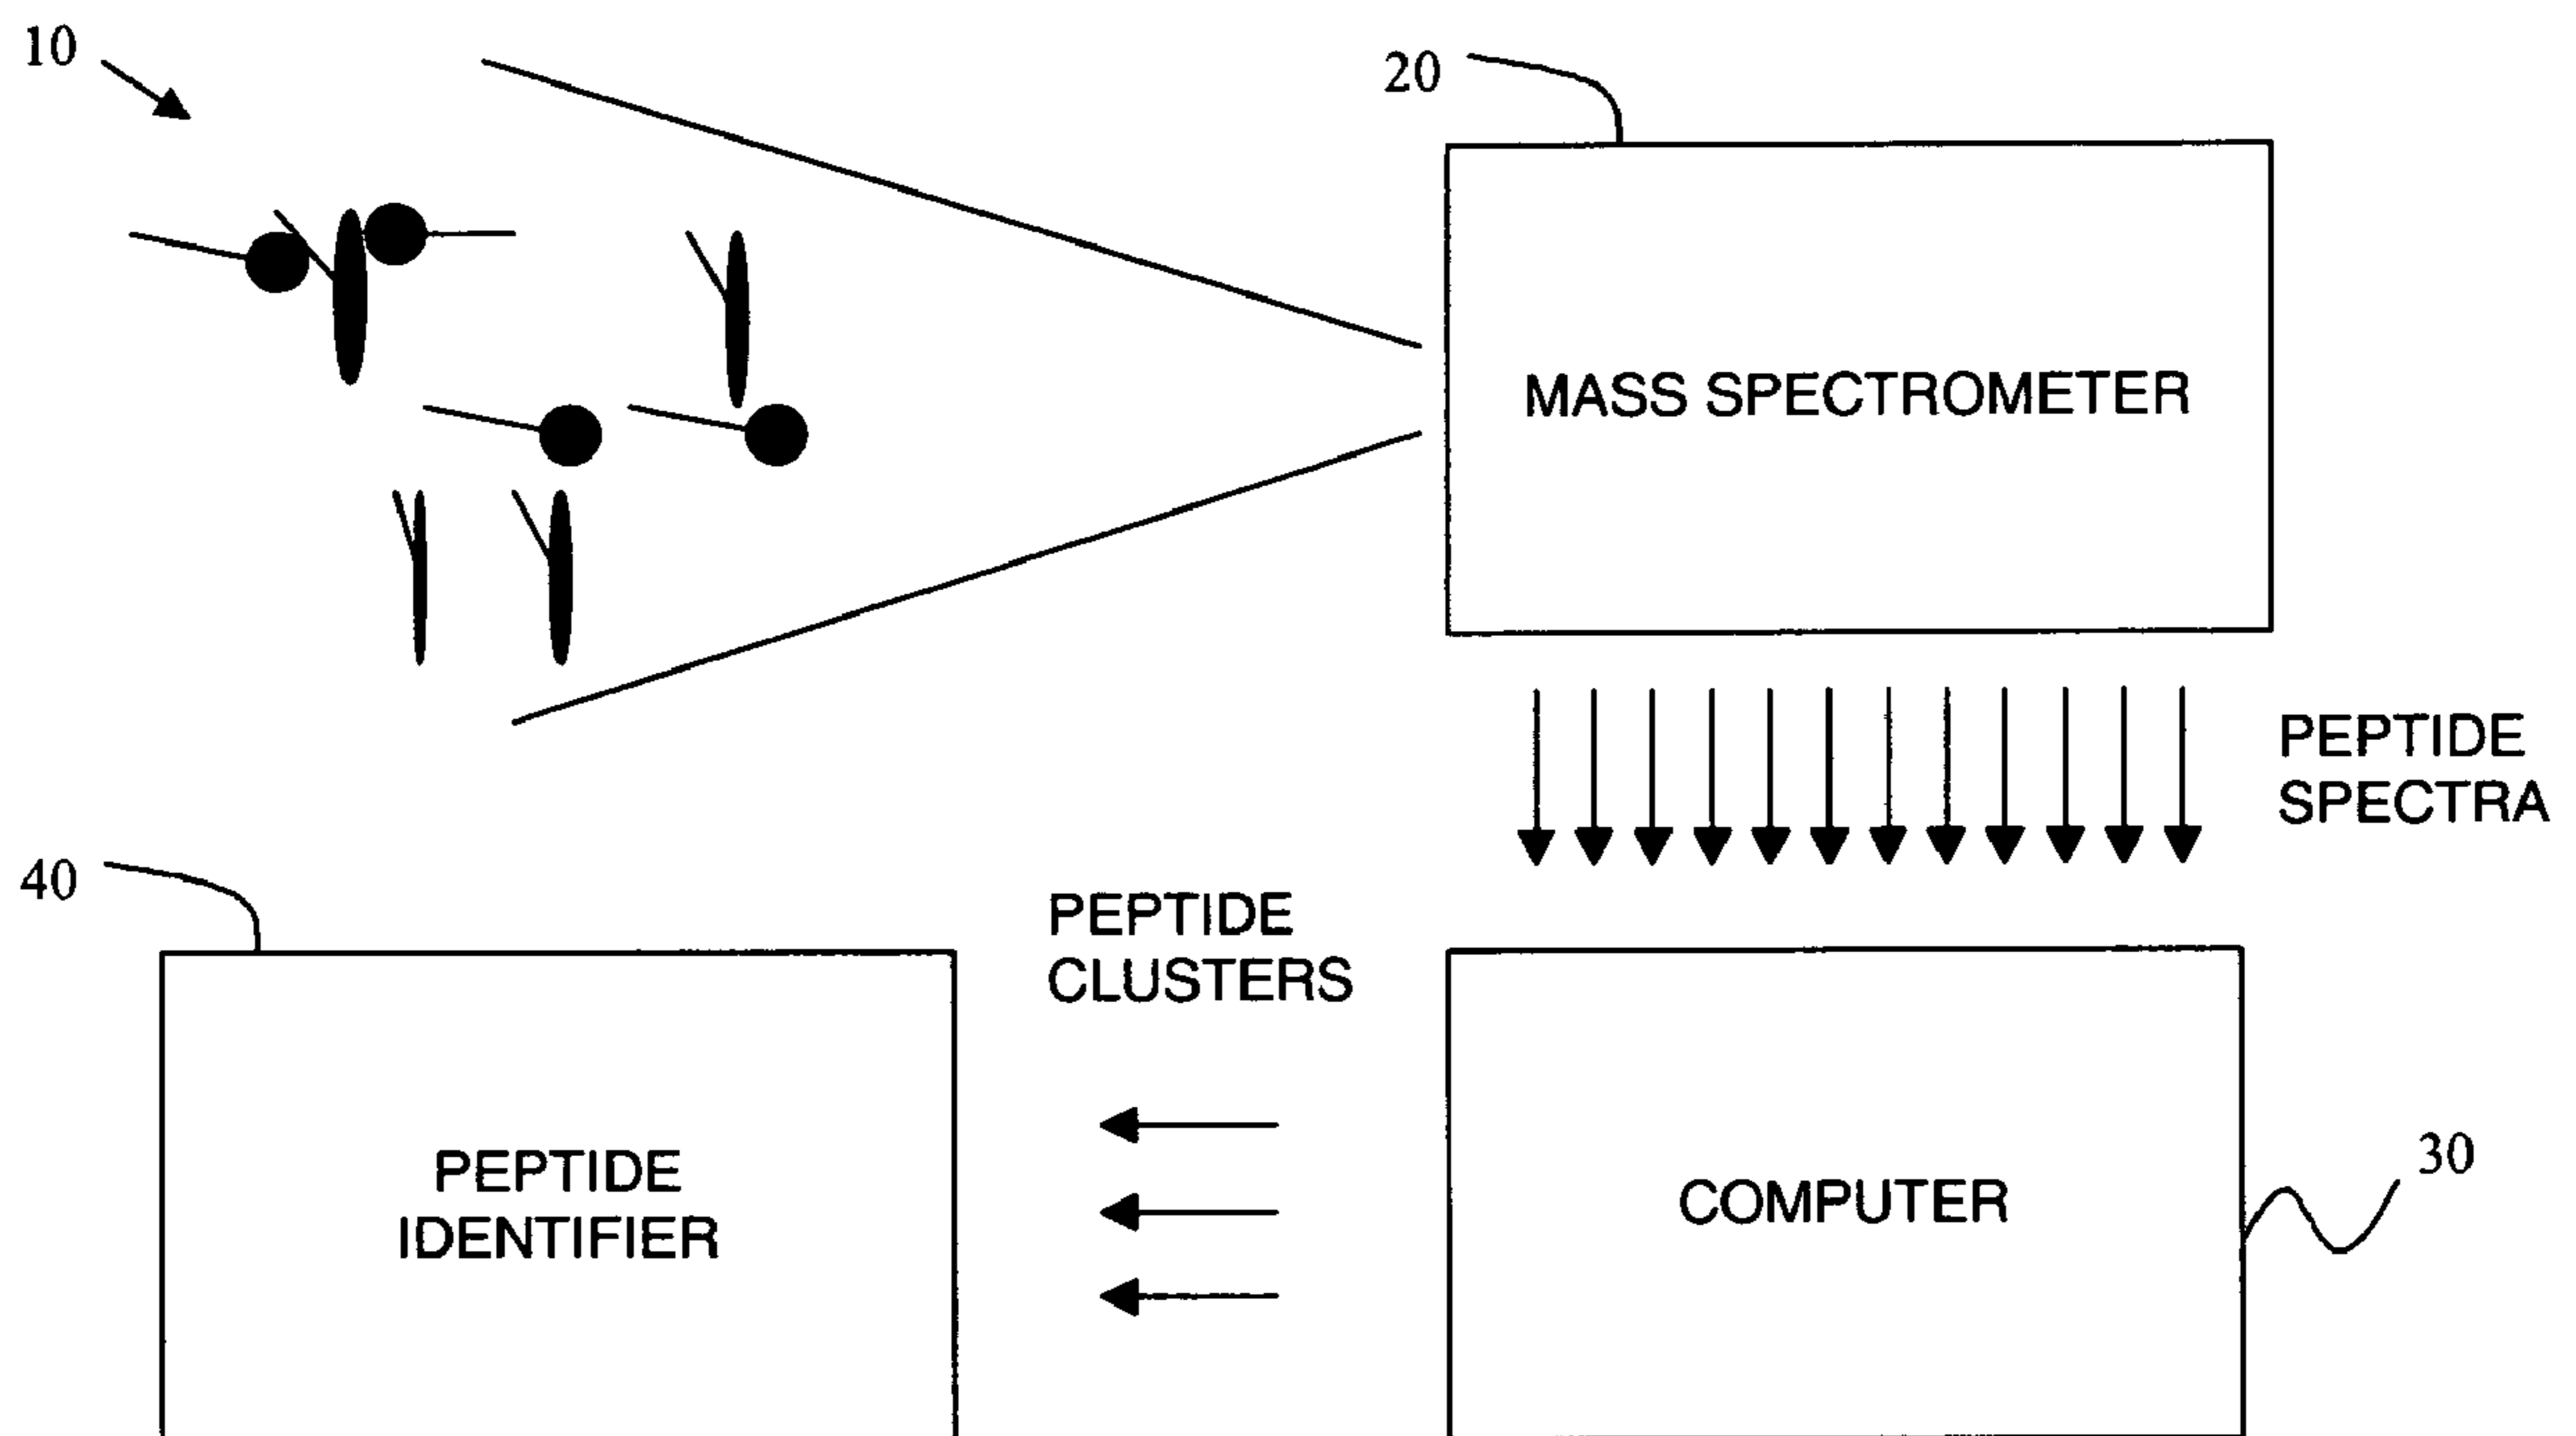 10
20
MASS SPECTROMETER
PEPTIDE
SPECTRA
40
PEPTIDE
CLUSTERS
PEPTIDE
IDENTIFIER
COMPUTER
30